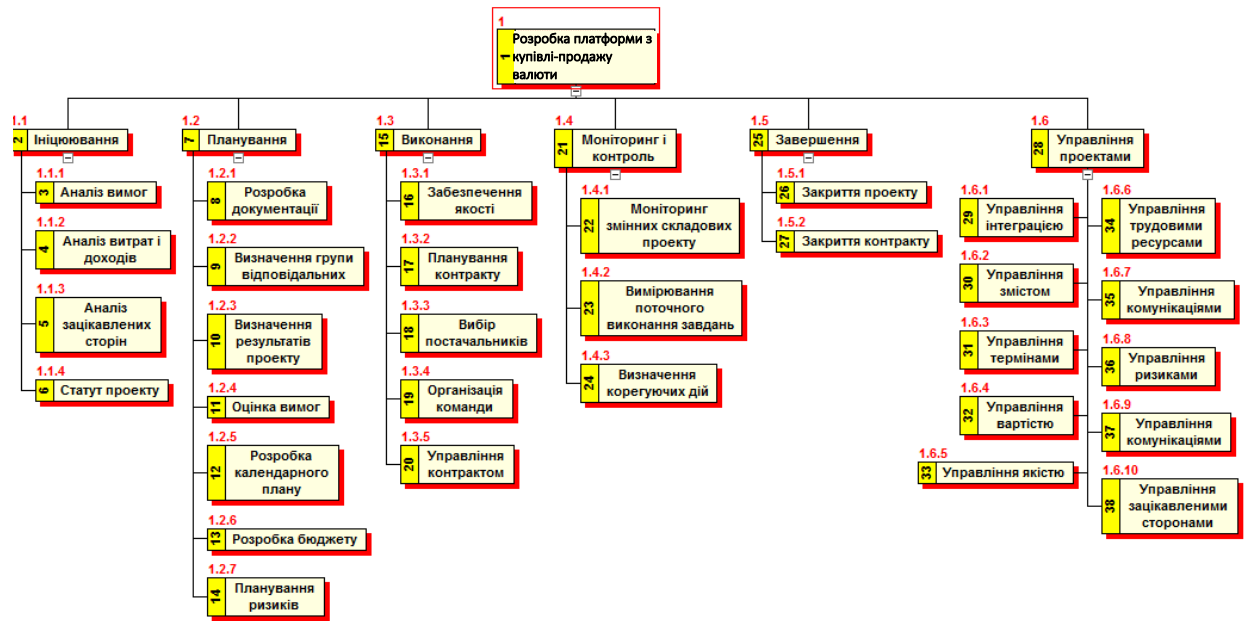 1
1
Розробка платформи з
купівлі-продажу
валюти
1.1
2
Ініціюювання
1.1.1
3
Аналіз вимог
1.1.2
4
Аналіз витрат і
доходів
1.1.3
5
Аналіз
зацікавлених
сторін
1.1.4
6
Статут проекту
1.2
7
Планування
1.2.1
8
Розробка
документації
1.2.2
9
Визначення групи
відповідальних
1.2.3
10
Визначення
результатів
проекту
1.2.4
11
Оцінка вимог
1.2.5
12
Розробка
календарного
плану
1.2.6
13
Розробка бюджету
1.2.7
14
Планування
ризиків
1.3
15
Виконання
1.3.1
16
Забезпечення
якості
1.3.2
17
Планування
контракту
1.3.3
18
Вибір
постачальників
1.3.4
19
Організація
команди
1.3.5
20
Управління
контрактом
1.4
21
Моніторинг і
контроль
1.4.1
22
Моніторинг
змінних складових
проекту
1.4.2
23
Вимірювання
поточного
виконання завдань
1.4.3
24
Визначення
корегуючих дій
1.5
25
Завершення
1.5.1
26
Закриття проекту
1.5.2
27
Закриття контракту
1.6
28
Управління
проектами
1.6.1
29
Управління
інтеграцією
1.6.2
30
Управління
змістом
1.6.3
31
Управління
термінами
1.6.4
32
Управління
вартістю
1.6.5
33
Управління якістю
1.6.6
34
Управління
трудовими
ресурсами
1.6.7
35
Управління
комунікаціями
1.6.8
36
Управління
ризиками
1.6.9
37
Управління
комунікаціями
1.6.10
38
Управління
зацікавленими
сторонами